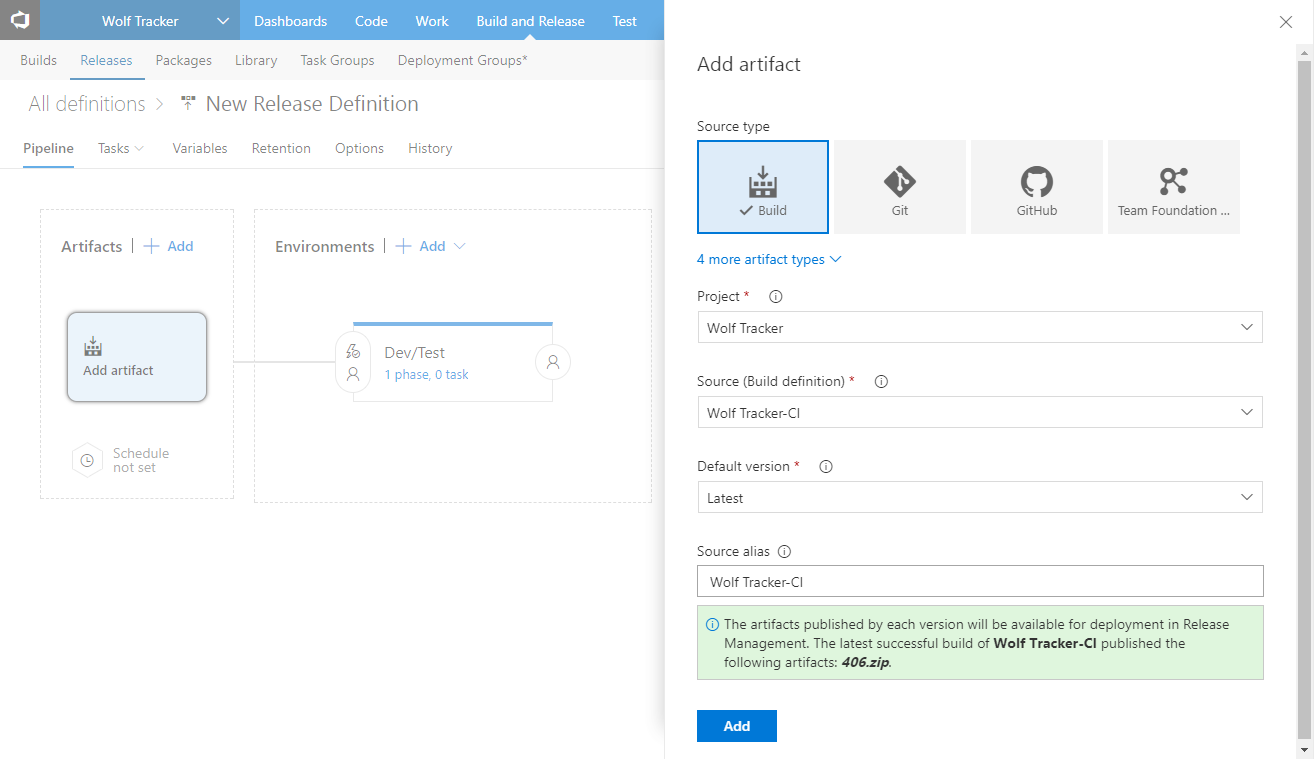 Wolf Tracker
Dashboards Code Work Build and Release Test
Builds Releases Packages Library Task Groups Deployment Groups*
All definitions > New Release Definition
Pipeline Tasks Variables Retention Options History
Artifacts | + Add
Environments | + Add
Add artifact
Dev/Test
1 phase, 0 task
Schedule
not set
Add artifact
Source type
Build
Git
GitHub
Team Foundation ...
4 more artifact types
Project *
Wolf Tracker
Source (Build definition) *
Wolf Tracker-CI
Default version *
Latest
Source alias
Wolf Tracker-CI
The artifacts published by each version will be available for deployment in Release
Management. The latest successful build of Wolf Tracker-CI published the
following artifacts: 406.zip.
Add